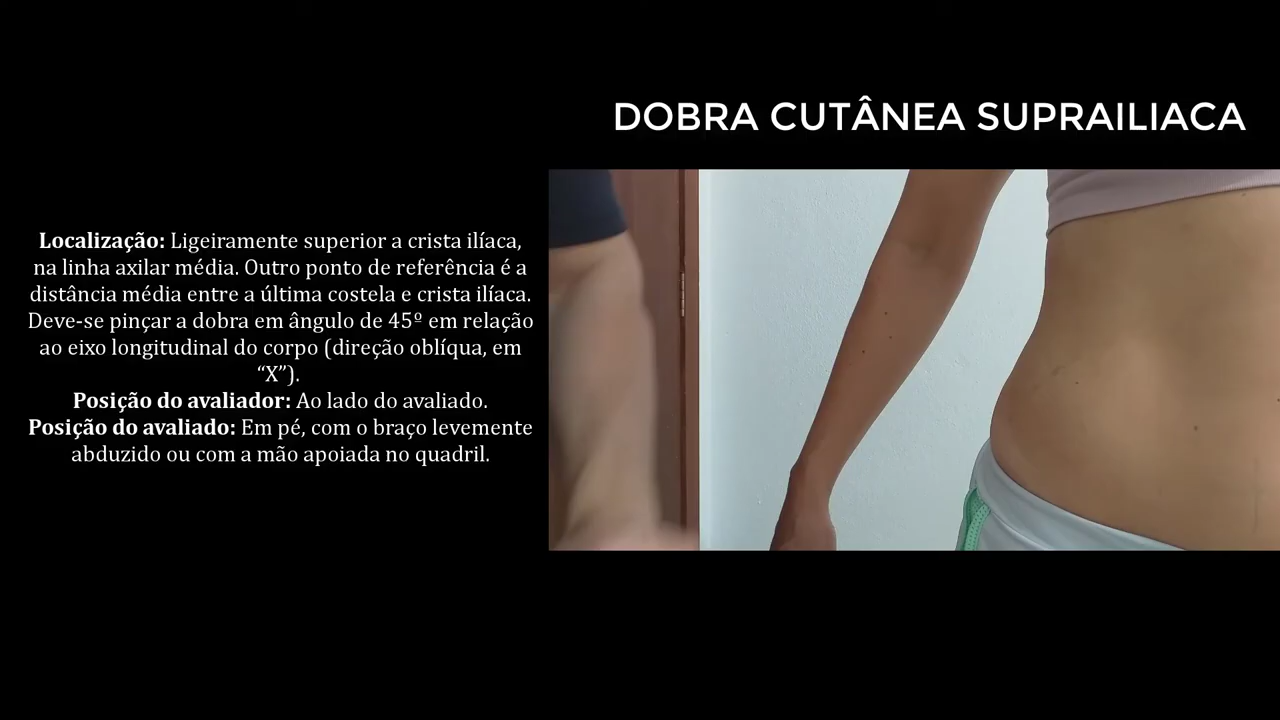 DOBRA CUTÂNEA SUPRAILIACA
Localização: Ligeiramente superior a crista ilíaca,
na linha axilar média. Outro ponto de referência é a
distância média entre a última costela e crista ilíaca.
Deve-se pinçar a dobra em ângulo de 45º em relação
ao eixo longitudinal do corpo (direção oblíqua, em
“X”).
Posição do avaliador: Ao lado do avaliado.
Posição do avaliado: Em pé, com o braço levemente
abduzido ou com a mão apoiada no quadril.